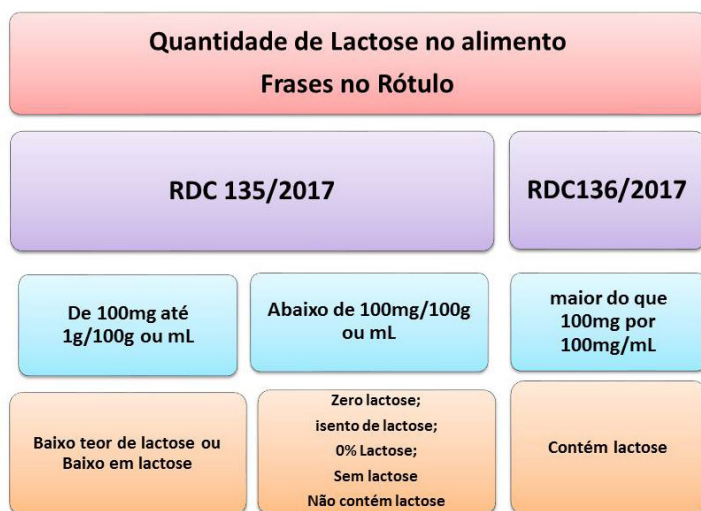 Quantidade de Lactose no alimento
Frases no Rótulo
RDC 135/2017
RDC136/2017
De 100mg até
1g/100g ou mL
Abaixo de 100mg/100g
ou mL
maior do que
100mg por
100mg/mL
Baixo teor de lactose ou
Baixo em lactose
Zero lactose;
isento de lactose;
0% Lactose;
Sem lactose
Não contém lactose
Contém lactose